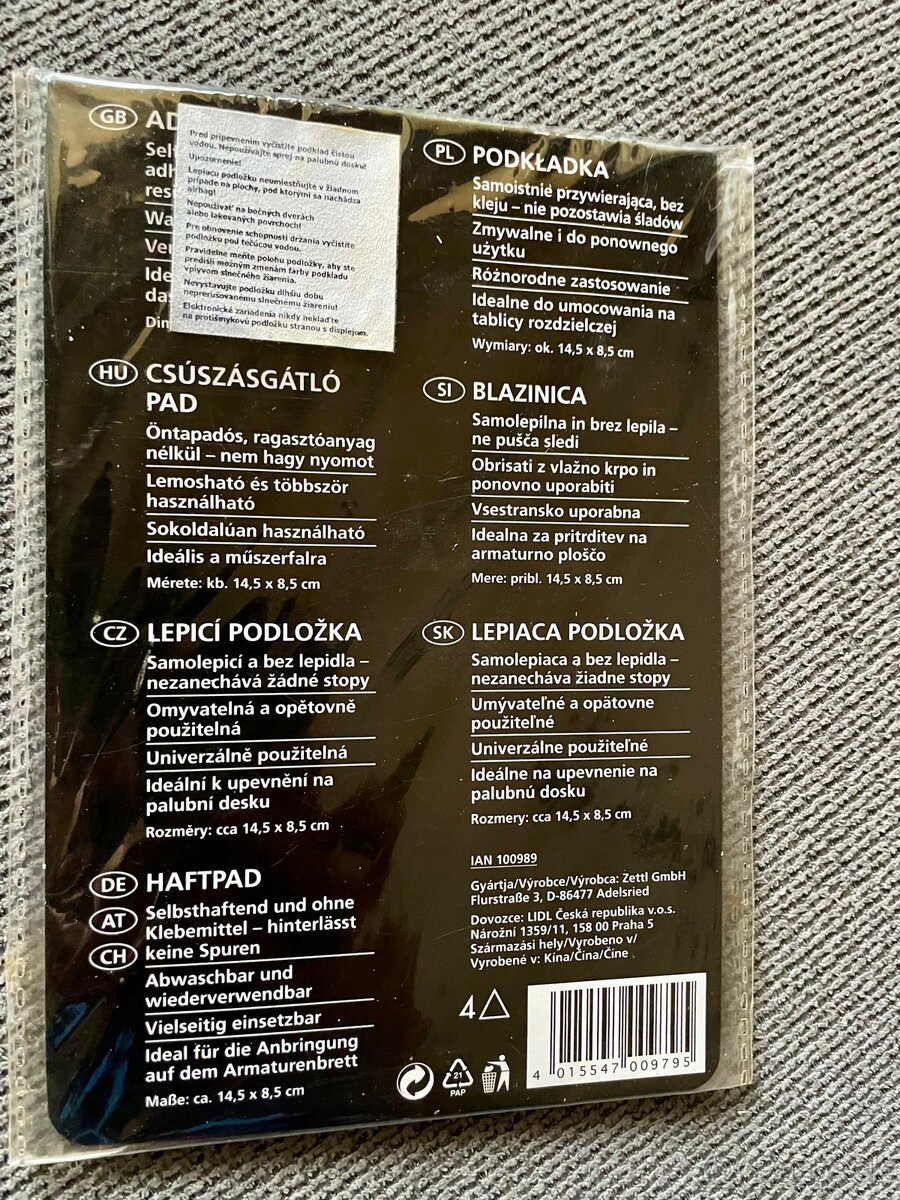 GB
AD
Sel
adh
res
Wa
Ver
Ide
da
Din
Pred pripevnením vyčistite podklad čistou
vodou. Nepoužívajte sprej na palubnú dosku!
Upozornenie!
Lepiacu podložku neumiestňujte v žiadnom
prípade na plochy, pod ktorými sa nachádza
airbag!
Nepoužívať na bočných dverách
alebo lakovaných povrchoch!
Pre obnovenie schopnosti držania vyčistite
podložku pod tečúcou vodou.
Pravidelne meňte polohu podložky, aby ste
predišli možným zmenám farby podkladu
vplyvom slnečného žiarenia.
Nevystavujte podložku dlhšiu dobu
neprerušovanému slnečnému žiareniu!
Elektronické zariadenia nikdy neklaďte
na protišmykovú podložku stranou s displejom.
HU CSÚSZÁSGÁTLÓ
PAD
Öntapadós, ragasztóanyag
nélkül – nem hagy nyomot
Lemosható és többször
használható
Sokoldalúan használható
Ideális a műszerfalra
Mérete: kb. 14,5 x 8,5 cm
CZ LEPICÍ PODLOŽKA
Samolepicí a bez lepidla –
nezanechává žádné stopy
Omyvatelná a opětovně
použitelná
Univerzálně použitelná
Ideální k upevnění na
palubní desku
Rozměry: cca 14,5 x 8,5 cm
DE HAFTPAD
AT Selbsthaftend und ohne
Klebemittel – hinterlässt
CH keine Spuren
Abwaschbar und
wiederverwendbar
Vielseitig einsetzbar
Ideal für die Anbringung
auf dem Armaturenbrett
Maße: ca. 14,5 x 8,5 cm
PL PODKŁADKA
Samoistnie przywierająca, bez
kleju – nie pozostawia śladów
Zmywalne i do ponownego
użytku
Różnorodne zastosowanie
Idealne do umocowania na
tablicy rozdzielczej
Wymiary: ok. 14,5 x 8,5 cm
SI BLAZINICA
Samolepilna in brez lepila –
ne pušča sledi
Obrisati z vlažno krpo in
ponovno uporabiti
Vsestransko uporabna
Idealna za pritrditev na
armaturno ploščo
Mere: pribl. 14,5 x 8,5 cm
SK LEPIACA PODLOŽKA
Samolepiaca a bez lepidla –
nezanecháva žiadne stopy
Umývateľné a opätovne
použiteľné
Univerzálne použiteľné
Ideálne na upevnenie na
palubnú dosku
Rozmery: cca 14,5 x 8,5 cm
IAN 100989
Gyártja/Výrobce/Výrobca: Zettl GmbH
Flurstraße 3, D-86477 Adelsried
Dovozce: LIDL Česká republika v.o.s.
Nárožní 1359/11, 158 00 Praha 5
Származási hely/Vyrobeno v/
Vyrobené v: Kína/Čína/Číne
4
21
PAP
4 015547 009795